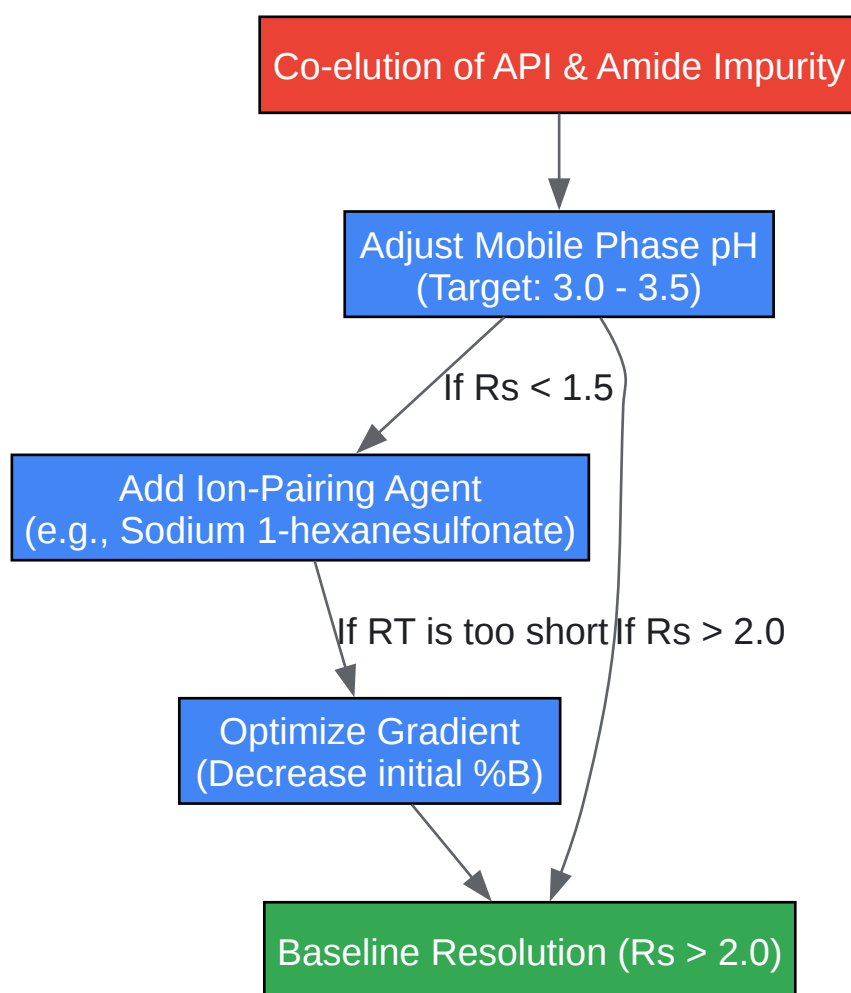 Co-elution of API & Amide Impurity
Adjust Mobile Phase pH
(Target: 3.0 - 3.5)
If Rs < 1.5
Add Ion-Pairing Agent
(e.g., Sodium 1-hexanesulfonate)
If RT is too short
If Rs > 2.0
Optimize Gradient
(Decrease initial %B)
Baseline Resolution (Rs > 2.0)